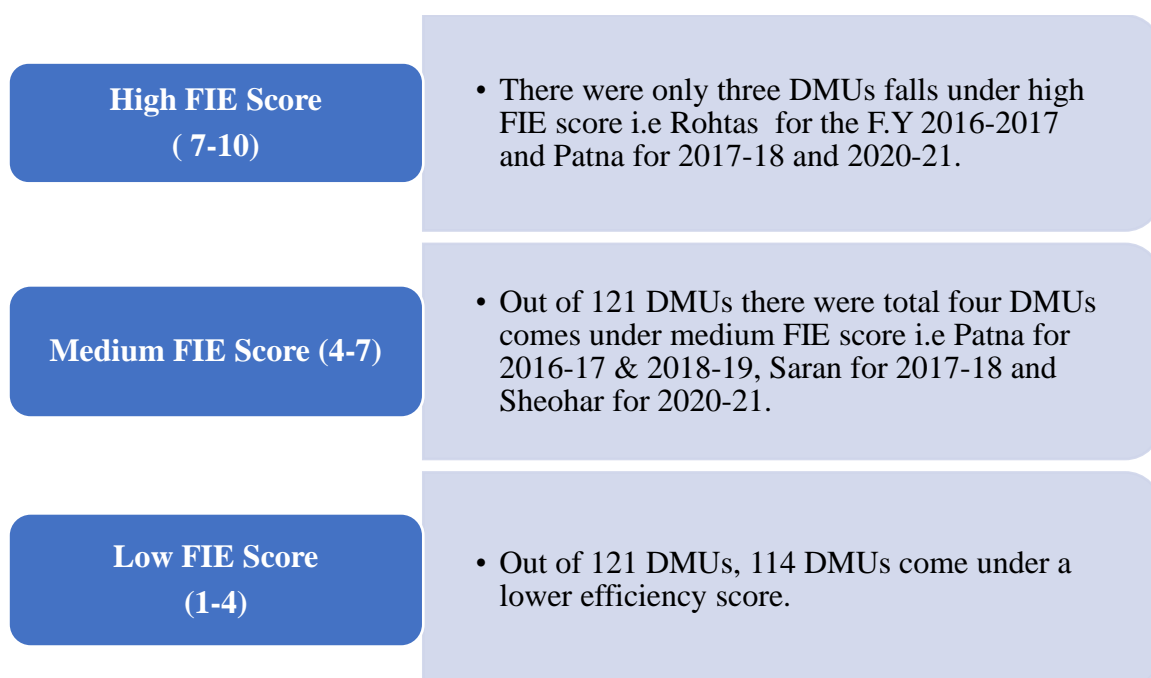 High FIE Score
( 7-10)
• There were only three DMUs falls under high
FIE score i.e Rohtas for the F.Y 2016-2017
and Patna for 2017-18 and 2020-21.
Medium FIE Score (4-7)
• Out of 121 DMUs there were total four DMUs
comes under medium FIE score i.e Patna for
2016-17 & 2018-19, Saran for 2017-18 and
Sheohar for 2020-21.
Low FIE Score
(1-4)
• Out of 121 DMUs, 114 DMUs come under a
lower efficiency score.